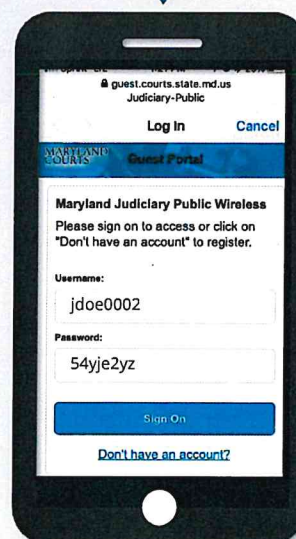 guest.courts.state.md.us
Judiciary-Public
Log In Cancel
MARYLAND
COURTS
Guest Portal
Maryland Judiciary Public Wireless
Please sign on to access or click on
"Don't have an account" to register.
Username:
jdoe0002
Password:
54yje2yz
Sign On
Don't have an account?